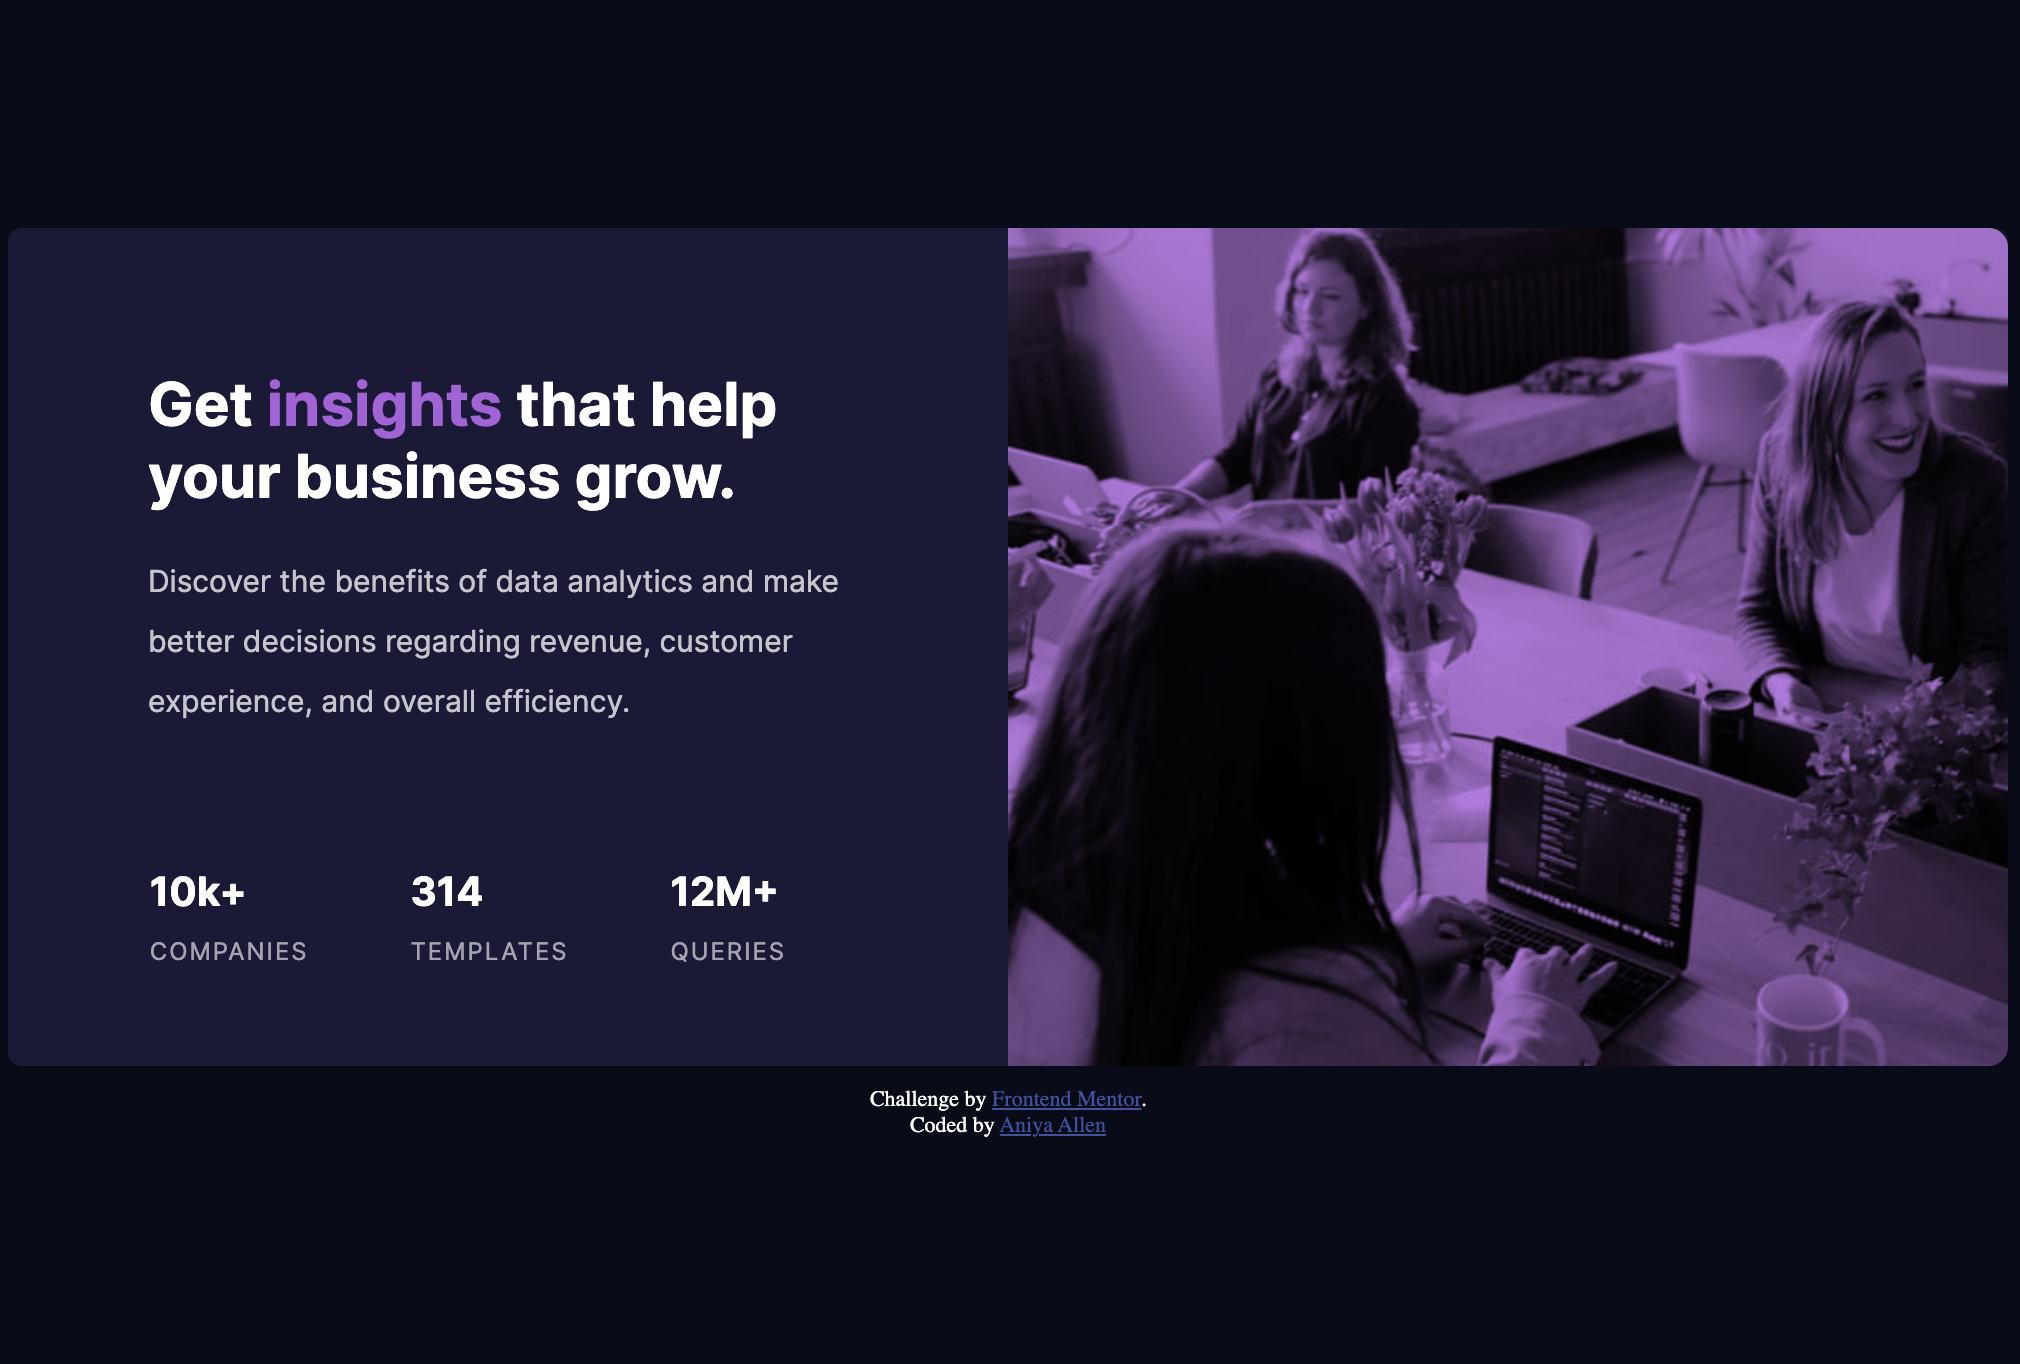 Get insights that help
your business grow.
Discover the benefits of data analytics and make
better decisions regarding revenue, customer
experience, and overall efficiency.
10k+ 314 12M+
COMPANIES TEMPLATES QUERIES
Challenge by Frontend Mentor.
Coded by Aniya Allen